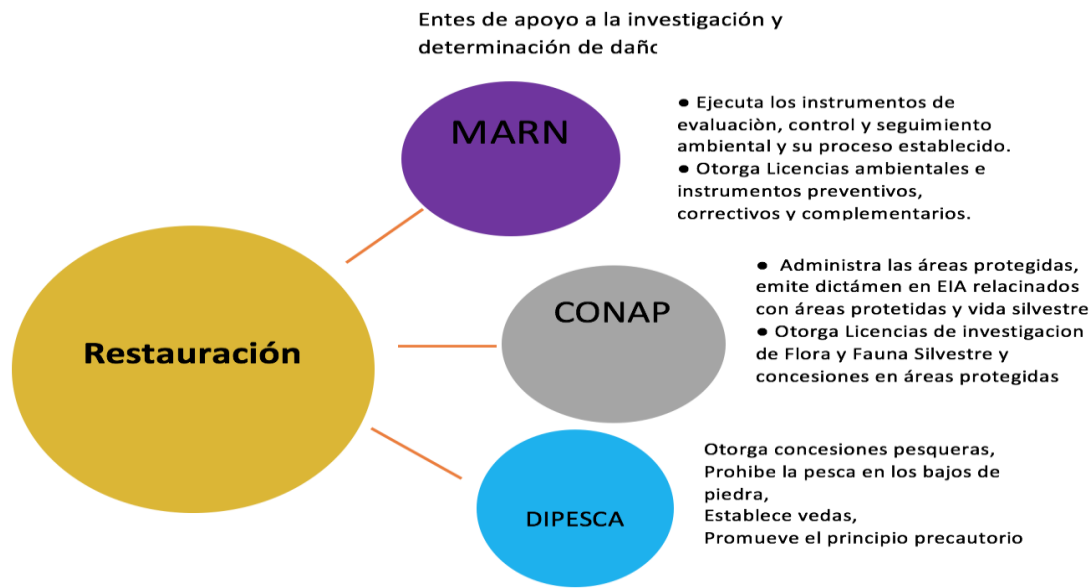 Entes de apoyo a la investigación y
determinación de daño
MARN
● Ejecuta los instrumentos de
evaluaciòn, control y seguimiento
ambiental y su proceso establecido.
● Otorga Licencias ambientales e
instrumentos preventivos,
correctivos y complementarios.
Restauración
CONAP
● Administra las áreas protegidas,
emite dictámen en EIA relacinados
con áreas protetidas y vida silvestre
● Otorga Licencias de investigacion
de Flora y Fauna Silvestre y
concesiones en áreas protegidas
DIPESCA
Otorga concesiones pesqueras,
Prohibe la pesca en los bajos de
piedra,
Establece vedas,
Promueve el principio precautorio